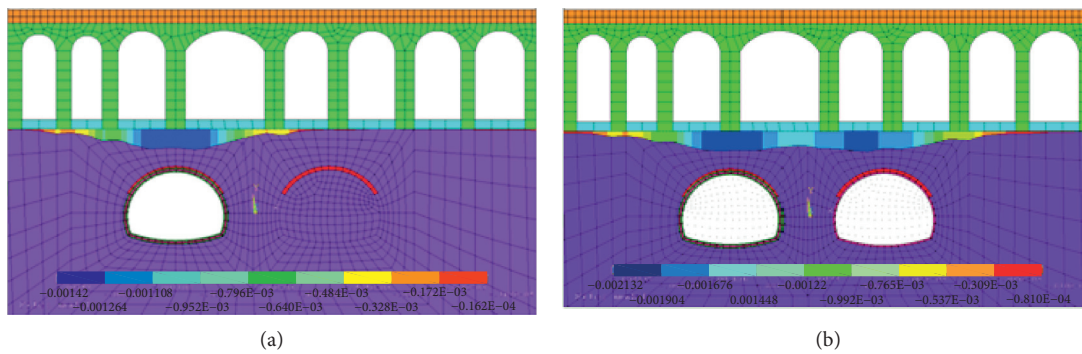 −0.00142 −0.001108 −0.796E−03 −0.484E−03 −0.172E−03
−0.001264 −0.952E−03 −0.640E−03 −0.328E−03 −0.162E−04
(a)
−0.002132 −0.001676 −0.00122 −0.765E−03 −0.309E−03
−0.001904 0.001448 −0.992E−03 −0.537E−03 −0.810E−04
(b)